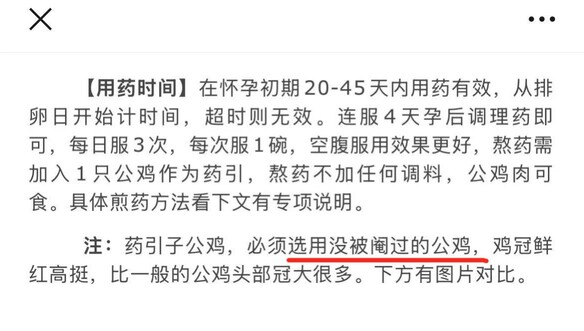 【用药时间】在怀孕初期20-45天内用药有效，从排
卵日开始计时间，超时则无效。连服4天孕后调理药即
可，每日服3次，每次服1碗，空腹服用效果更好，熬药需
加入1只公鸡作为药引，熬药不加任何调料，公鸡肉可
食。具体煎药方法看下文有专项说明。
注：药引子公鸡，必须选用没被阉过的公鸡，鸡冠鲜
红高挺，比一般的公鸡头部冠大很多。下方有图片对比。